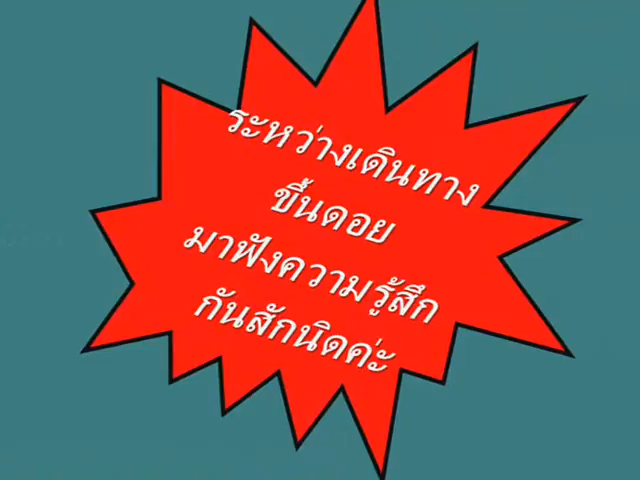 ระหว่างเดินทาง
ขึ้นดอย
มาฟังความรู้สึก
กันสักนิดค่ะ